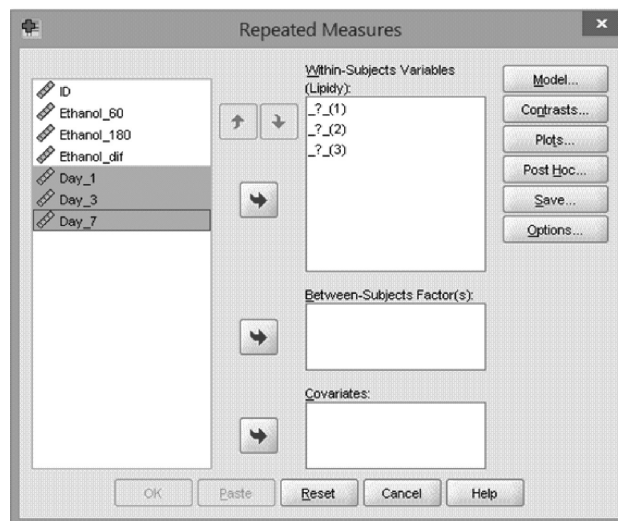 Repeated Measures
x
ID
Ethanol_60
Ethanol_180
Ethanol_dif
Day_1
Day_3
Day_7
Within-Subjects Variables
(Lipidy):
_?_(1)
_?_(2)
_?_(3)
Between-Subjects Factor(s):
Covariates:
Model...
Contrasts...
Plots...
Post Hoc...
Save...
Options...
OK
Paste
Reset
Cancel
Help